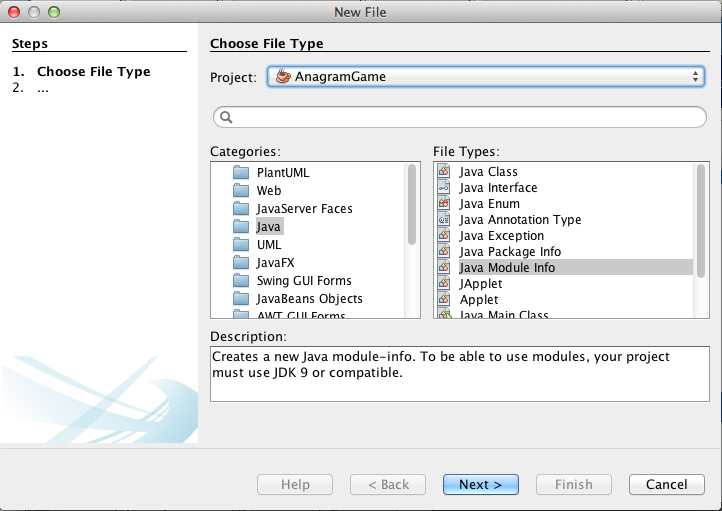 New File
Steps
1. Choose File Type
2. ...
Choose File Type
Project: AnagramGame
Categories:
PlantUML
Web
JavaServer Faces
Java
UML
JavaFX
Swing GUI Forms
JavaBeans Objects
AWT GUI Forms
File Types:
Java Class
Java Interface
Java Enum
Java Annotation Type
Java Exception
Java Package Info
Java Module Info
JApplet
Applet
Java Main Class
Description:
Creates a new Java module-info. To be able to use modules, your project
must use JDK 9 or compatible.
Help
< Back
Next >
Finish
Cancel